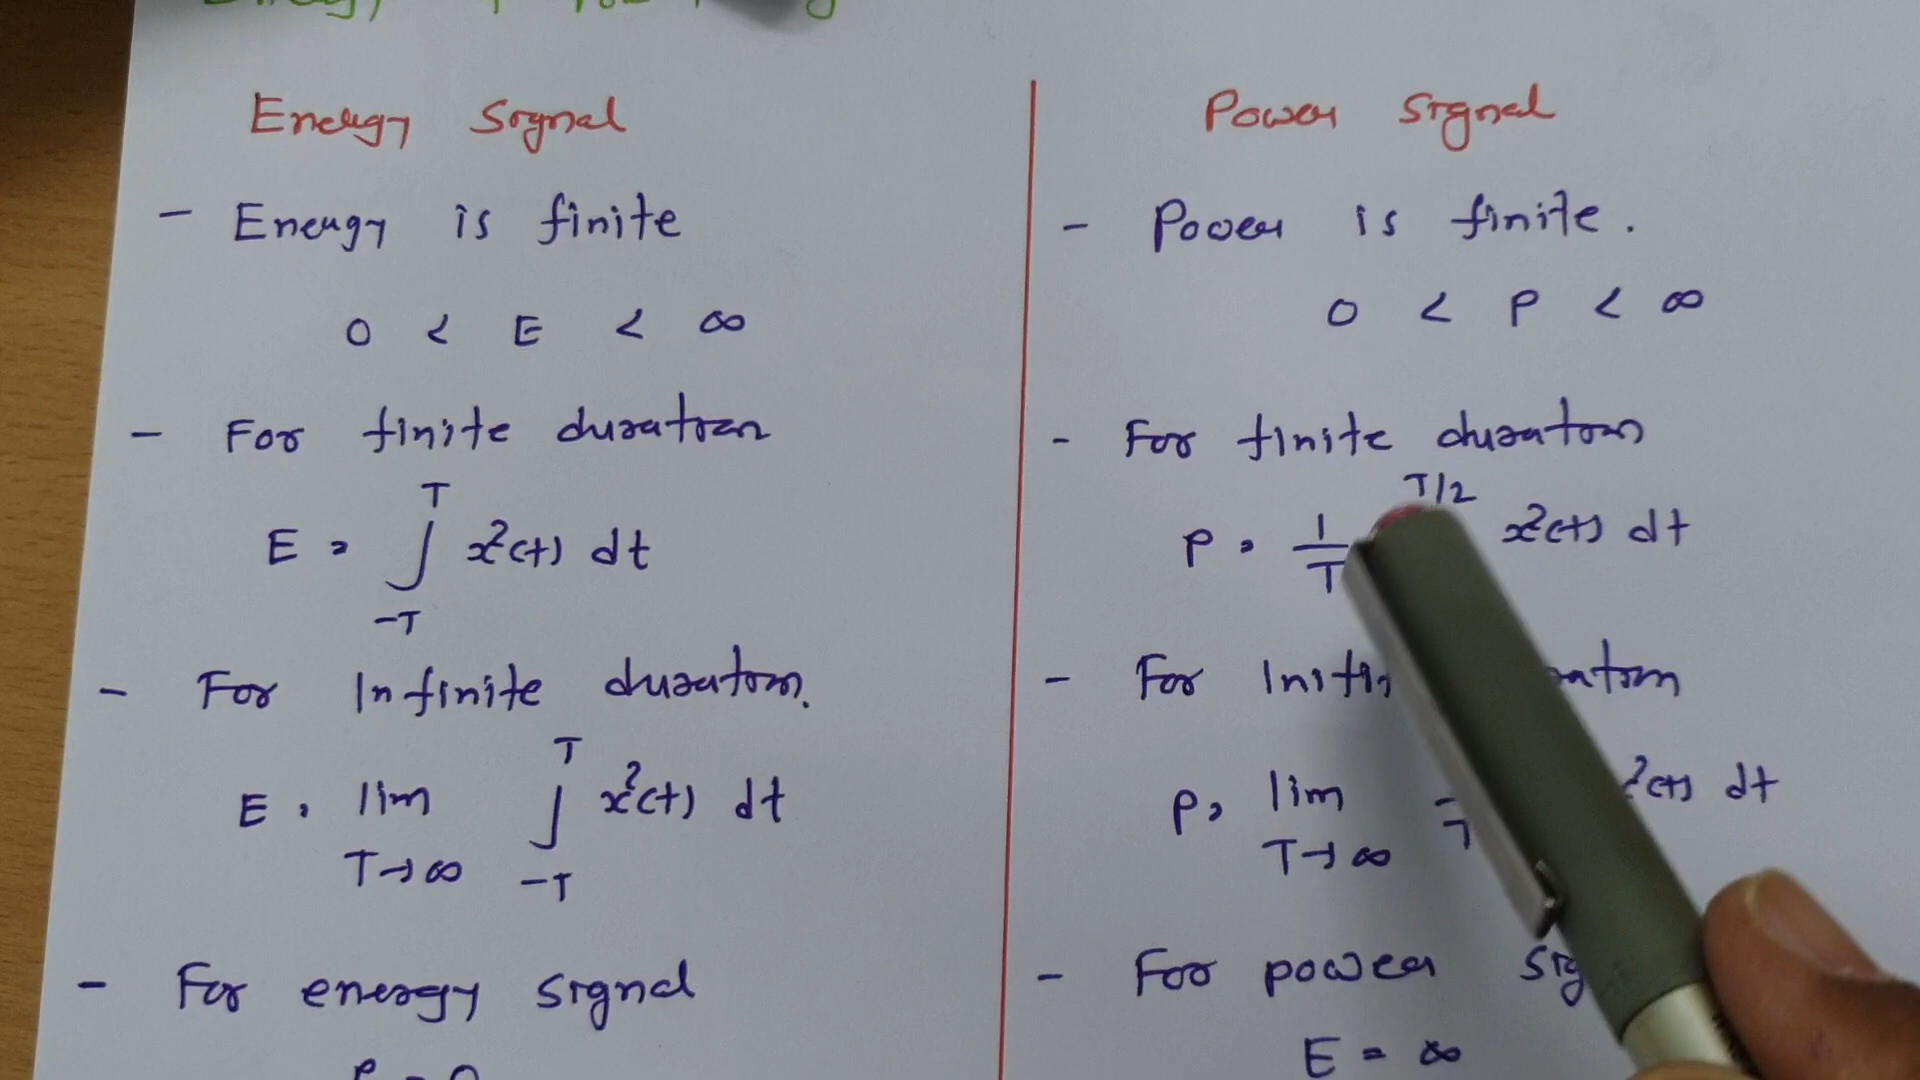 Energy Signal
- Energy is finite
0 < E < ∞
- For finite duration
T
E = ∫ x²(t) dt
-T
- For Infinite duration.
T
E = lim ∫ x²(t) dt
T→∞ -T
- For energy signal
Power Signal
- Power is finite.
0 < P < ∞
- For finite duration
T/2
P = 1/T x²(t) dt
- For
P = lim ²(t) dt
T→∞
- For power
E = ∞